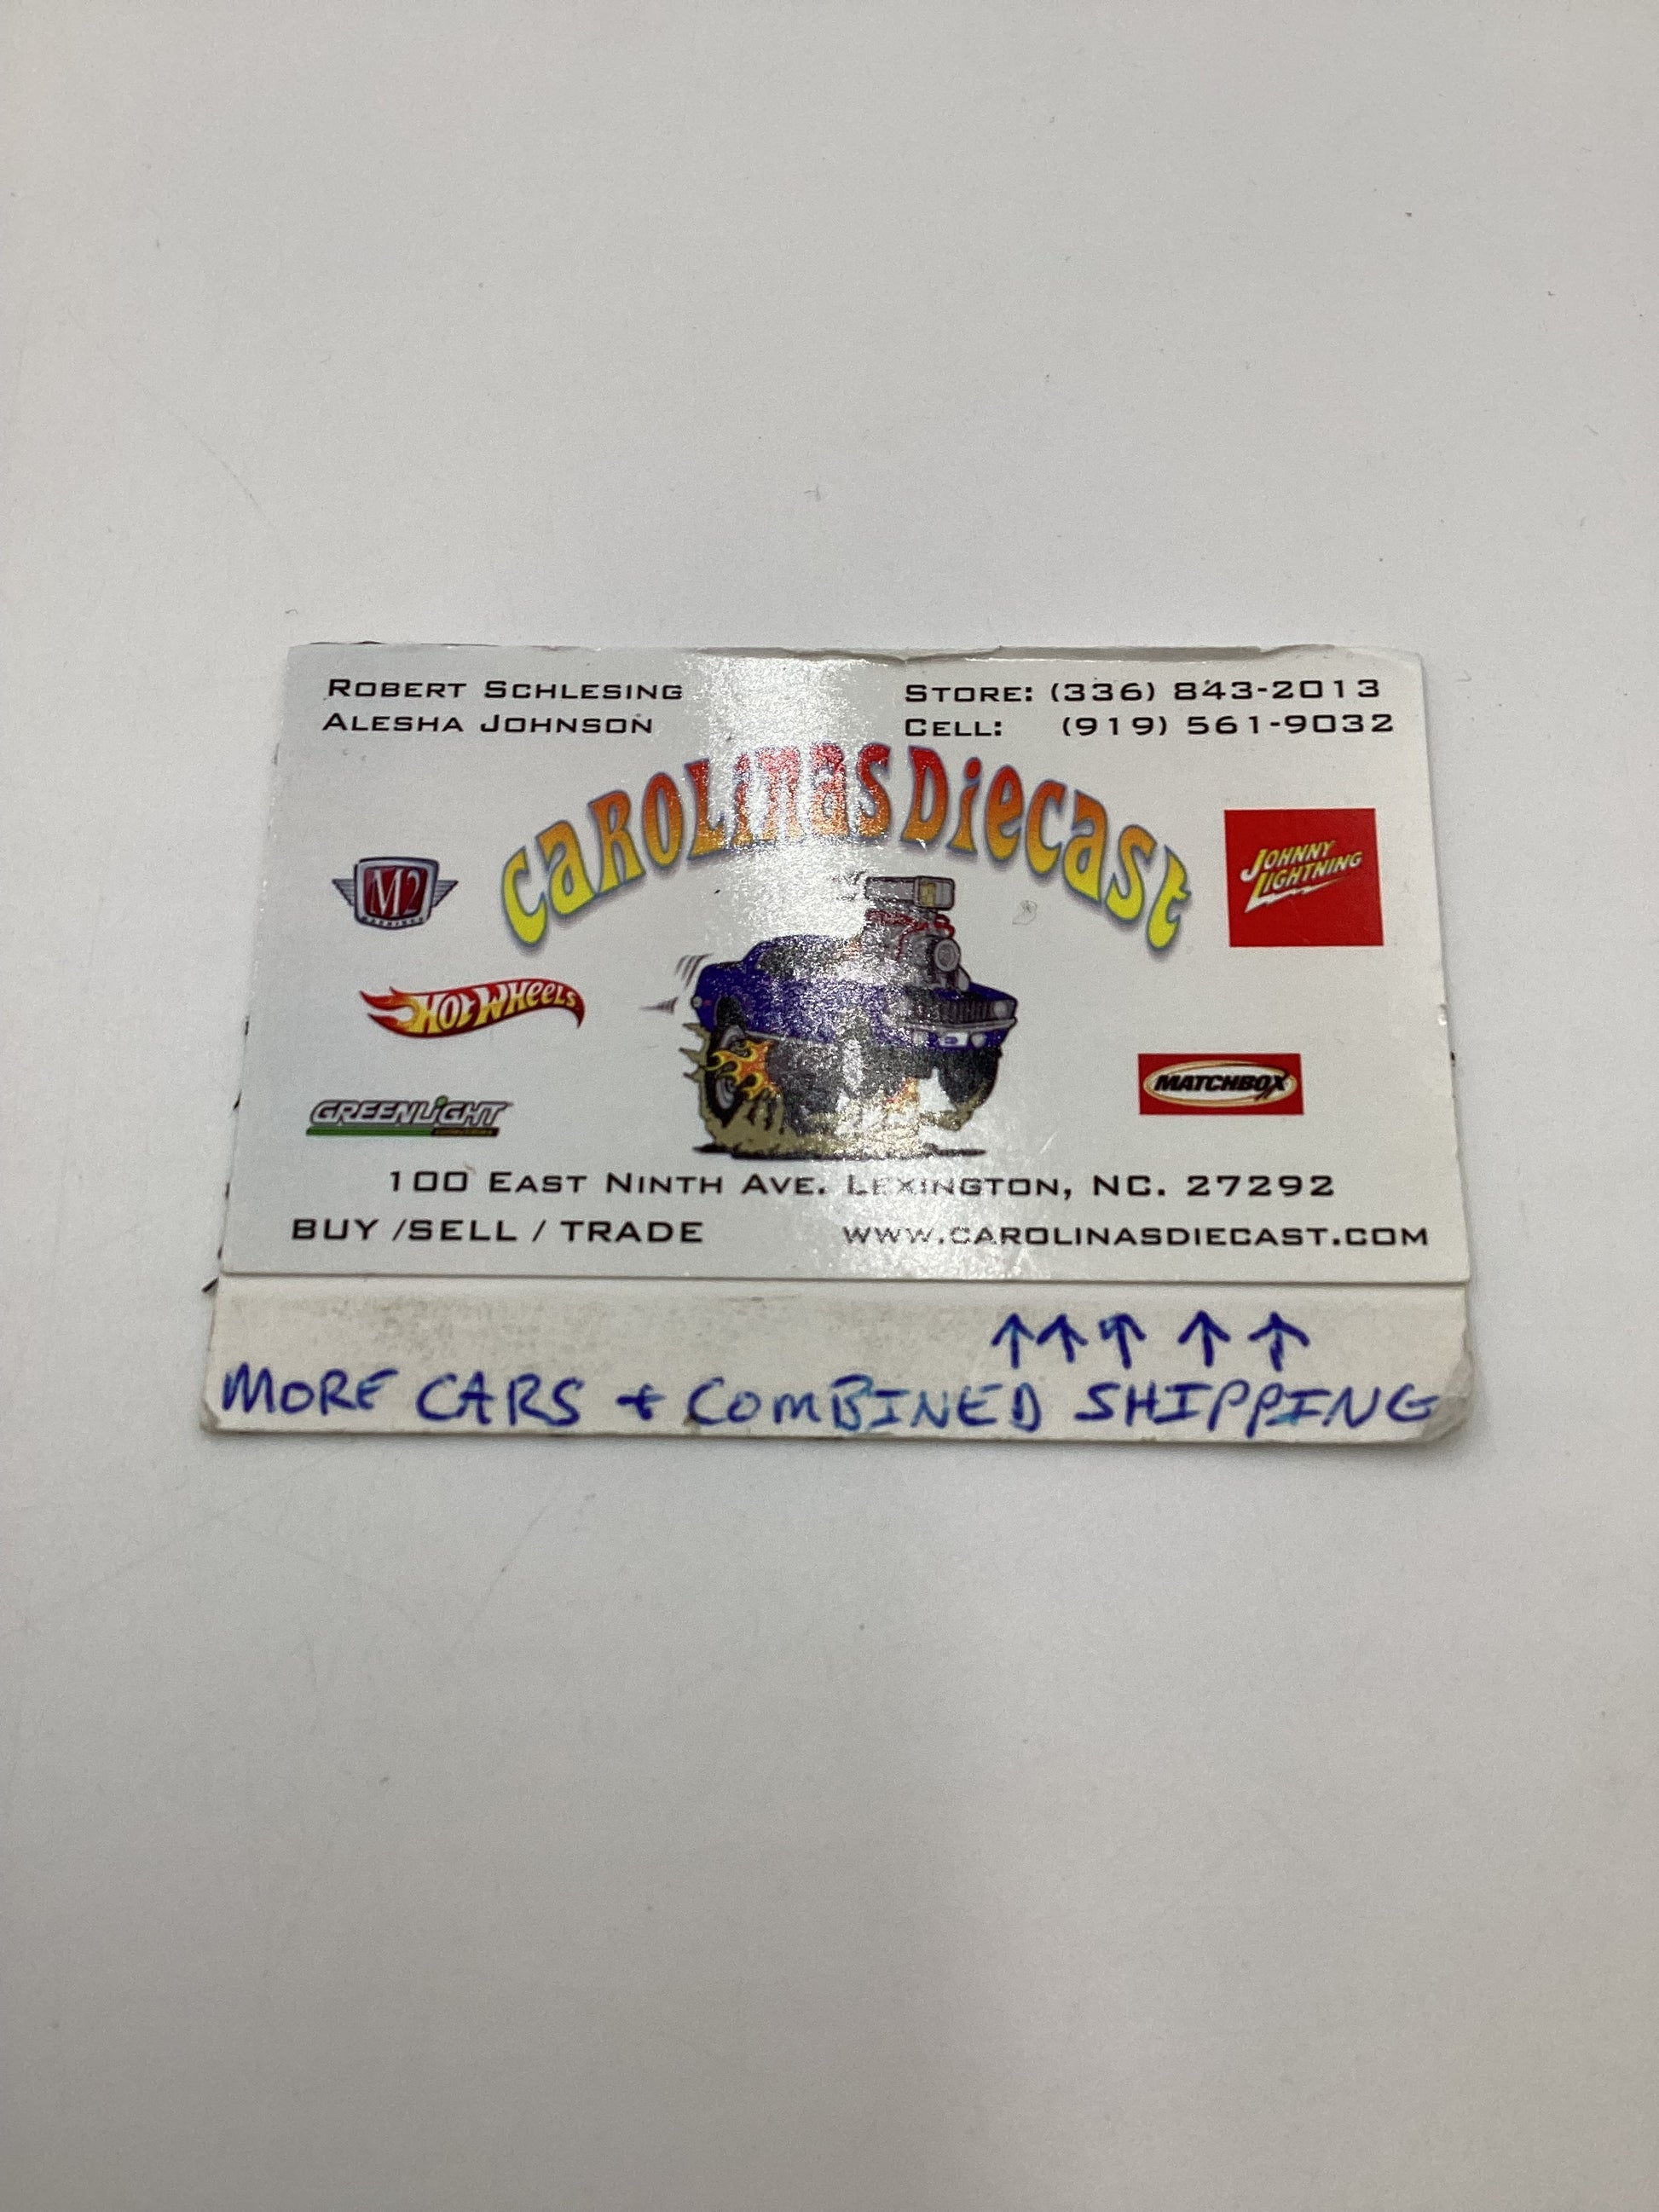 ROBERT SCHLESING
ALESHA JOHNSON
STORE: (336) 843-2013
CELL: (919) 561-9032
CAROLINAS DIECAST
M2
JOHNNY LIGHTNING
HOT WHEELS
MATCHBOX
GREENLIGHT
100 EAST NINTH AVE. LEXINGTON, NC. 27292
BUY /SELL / TRADE
WWW.CAROLINASDIECAST.COM
↑↑↑ ↑ ↑
MORE CARS + COMBINED SHIPPING